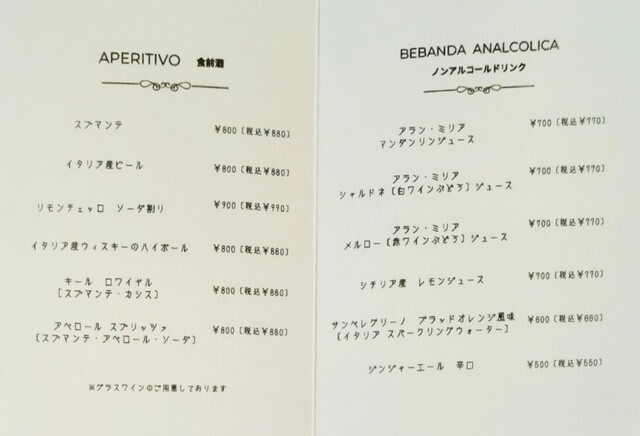 APERITIVO 食前酒
スプマンテ ¥800〔税込¥880〕
イタリア産ビール ¥800〔税込¥880〕
リモンチェッロ ソーダ割り ¥900〔税込¥990〕
イタリア産ウィスキーのハイボール ¥800〔税込¥880〕
キール ロワイヤル
〔スプマンテ・カシス〕 ¥800〔税込¥880〕
アペロール スプリッツァ ¥800〔税込¥880〕
〔スプマンテ・アペロール・ソーダ〕
※グラスワインのご用意しております
BEBANDA ANALCOLICA
ノンアルコールドリンク
アラン・ミリア ¥700〔税込¥770〕
マンダンリンジュース
アラン・ミリア ¥700〔税込¥770〕
シャルドネ〔白ワインぶどう〕ジュース
アラン・ミリア ¥700〔税込¥770〕
メルロー〔赤ワインぶどう〕ジュース
シチリア産 レモンジュース ¥700〔税込¥770〕
サンペレグリーノ ブラッドオレンジ風味 ¥600〔税込¥660〕
〔イタリア スパークリングウォーター〕
ジンジャーエール 辛口 ¥500〔税込¥550〕